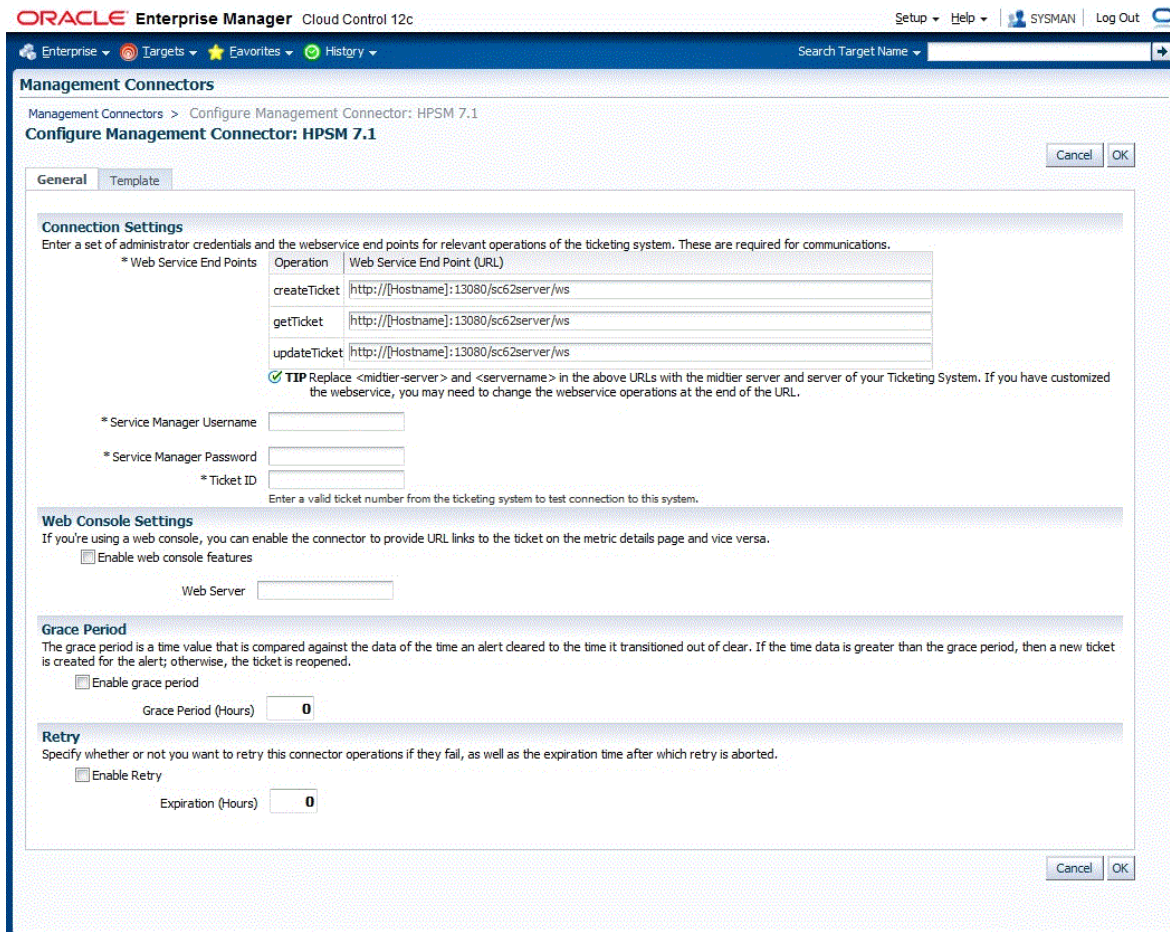 ORACLE Enterprise Manager Cloud Control 12c
Setup Help SYSMAN Log Out
Enterprise Targets Favorites History Search Target Name
Management Connectors
Management Connectors > Configure Management Connector: HPSM 7.1
Configure Management Connector: HPSM 7.1
Cancel OK
General Template
Connection Settings
Enter a set of administrator credentials and the webservice end points for relevant operations of the ticketing system. These are required for communications.
* Web Service End Points Operation Web Service End Point (URL)
createTicket http://[Hostname]:13080/sc62server/ws
getTicket http://[Hostname]:13080/sc62server/ws
updateTicket http://[Hostname]:13080/sc62server/ws
TIP Replace <midtier-server> and <servername> in the above URLs with the midtier server and server of your Ticketing System. If you have customized
the webservice, you may need to change the webservice operations at the end of the URL.
* Service Manager Username
* Service Manager Password
* Ticket ID
Enter a valid ticket number from the ticketing system to test connection to this system.
Web Console Settings
If you're using a web console, you can enable the connector to provide URL links to the ticket on the metric details page and vice versa.
Enable web console features
Web Server
Grace Period
The grace period is a time value that is compared against the data of the time an alert cleared to the time it transitioned out of clear. If the time data is greater than the grace period, then a new ticket
is created for the alert; otherwise, the ticket is reopened.
Enable grace period
Grace Period (Hours) 0
Retry
Specify whether or not you want to retry this connector operations if they fail, as well as the expiration time after which retry is aborted.
Enable Retry
Expiration (Hours) 0
Cancel OK